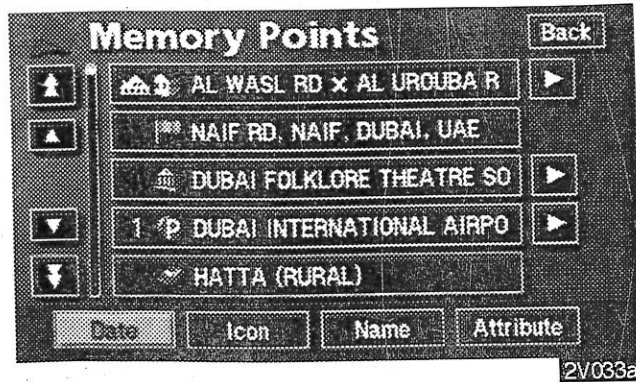 Memory Points Back
AL WASL RD x AL UROUBA R
NAIF RD, NAIF, DUBAI, UAE
DUBAI FOLKLORE THEATRE SO
1 P DUBAI INTERNATIONAL AIRPO
HATTA (RURAL)
Date Icon Name Attribute
2V033a